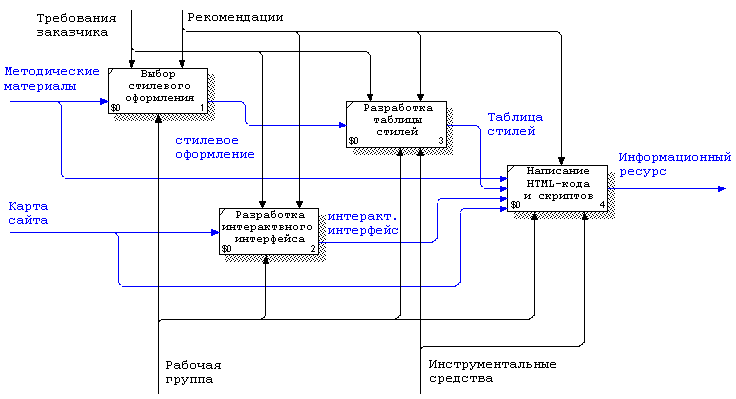 Требования
заказчика
Рекомендации
Методические
материалы
Выбор
стилевого
оформления
$0 1
стилевое
оформление
Разработка
таблицы
стилей
$0 3
Таблица
стилей
Информационный
ресурс
Написание
HTML-кода
и скриптов
$0 4
Карта
сайта
Разработка
интерактвного
интерфейса
$0 2
интеракт.
интерфейс
Рабочая
группа
Инструментальные
средства